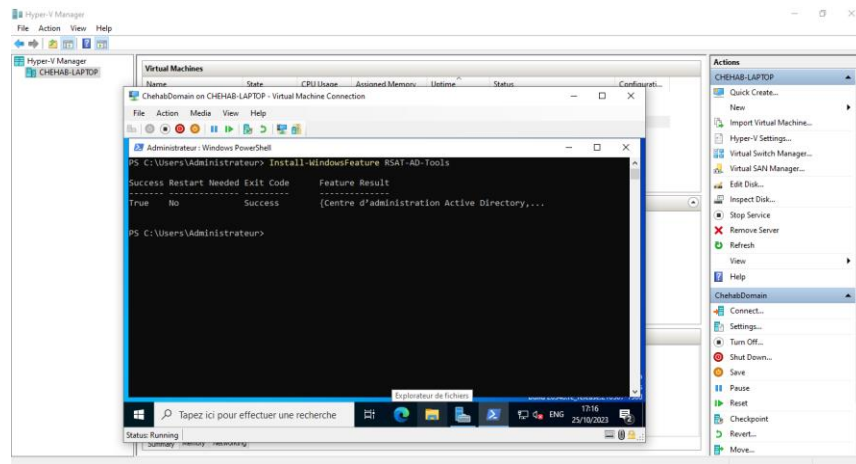 Hyper-V Manager
File Action View Help
Hyper-V Manager
CHEHAB-LAPTOP
Virtual Machines
Name State CPU Usage Assigned Memory Uptime Status Configurati...
ChehabDomain on CHEHAB-LAPTOP - Virtual Machine Connection
File Action Media View Help
Administrateur : Windows PowerShell
PS C:\Users\Administrateur> Install-WindowsFeature RSAT-AD-Tools
Success Restart Needed Exit Code Feature Result
------- -------------- --------- --------------
True No Success {Centre d'administration Active Directory,...
PS C:\Users\Administrateur>
Explorateur de fichiers
Tapez ici pour effectuer une recherche
ENG
17:16
25/10/2023
Status: Running
Summary Memory Networking
Actions
CHEHAB-LAPTOP
Quick Create...
New
Import Virtual Machine...
Hyper-V Settings...
Virtual Switch Manager...
Virtual SAN Manager...
Edit Disk...
Inspect Disk...
Stop Service
Remove Server
Refresh
View
Help
ChehabDomain
Connect...
Settings...
Turn Off...
Shut Down...
Save
Pause
Reset
Checkpoint
Revert...
Move...